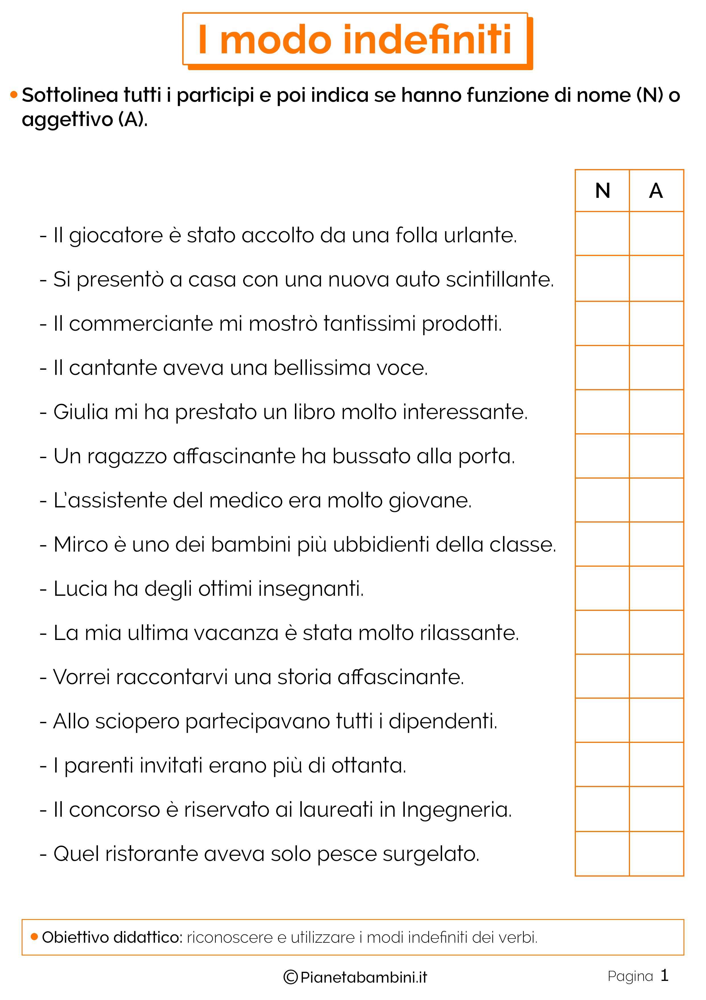 I modo indefiniti
• Sottolinea tutti i participi e poi indica se hanno funzione di nome (N) o
aggettivo (A).
N A
- Il giocatore è stato accolto da una folla urlante.
- Si presentò a casa con una nuova auto scintillante.
- Il commerciante mi mostrò tantissimi prodotti.
- Il cantante aveva una bellissima voce.
- Giulia mi ha prestato un libro molto interessante.
- Un ragazzo affascinante ha bussato alla porta.
- L'assistente del medico era molto giovane.
- Mirco è uno dei bambini più ubbidienti della classe.
- Lucia ha degli ottimi insegnanti.
- La mia ultima vacanza è stata molto rilassante.
- Vorrei raccontarvi una storia affascinante.
- Allo sciopero partecipavano tutti i dipendenti.
- I parenti invitati erano più di ottanta.
- Il concorso è riservato ai laureati in Ingegneria.
- Quel ristorante aveva solo pesce surgelato.
• Obiettivo didattico: riconoscere e utilizzare i modi indefiniti dei verbi.
©Pianetabambini.it
Pagina 1